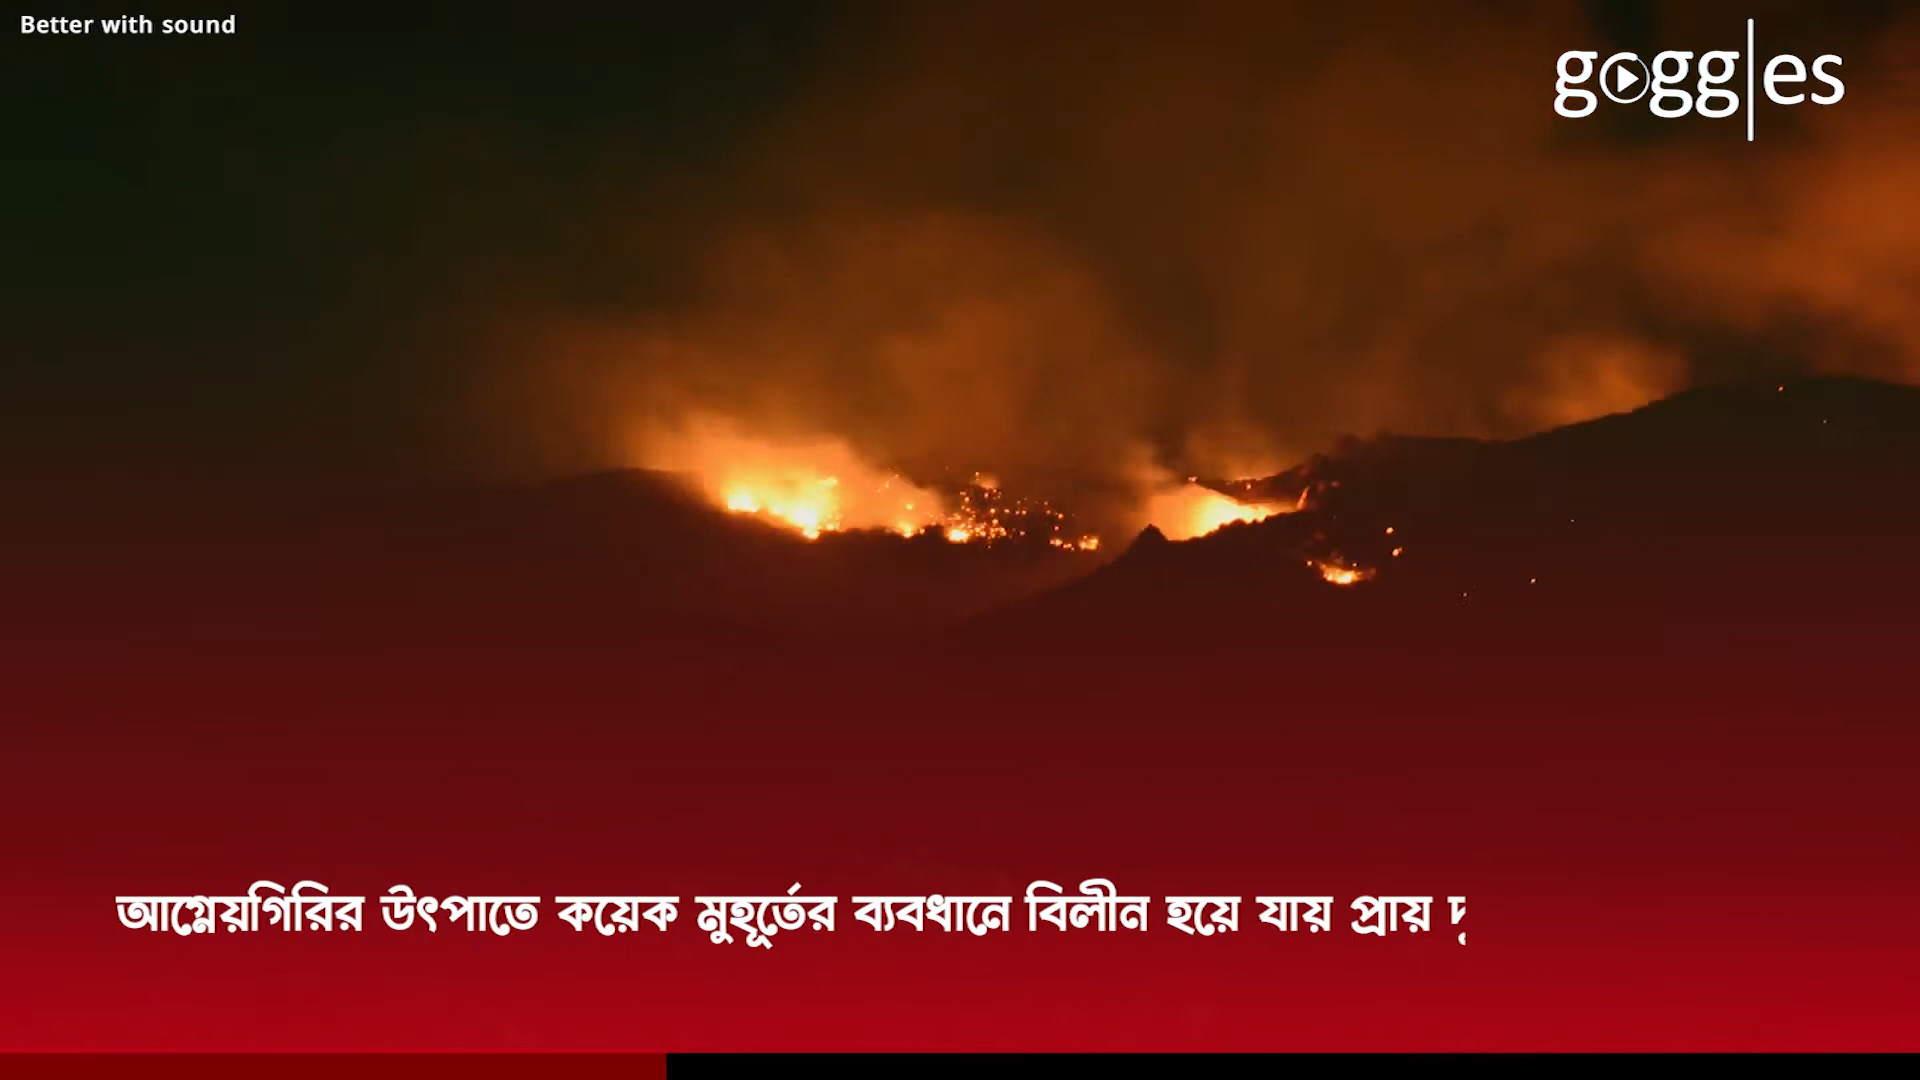 Better with sound
goggles
আগ্নেয়গিরির উৎপাতে কয়েক মুহূর্তের ব্যবধানে বিলীন হয়ে যায় প্রায়